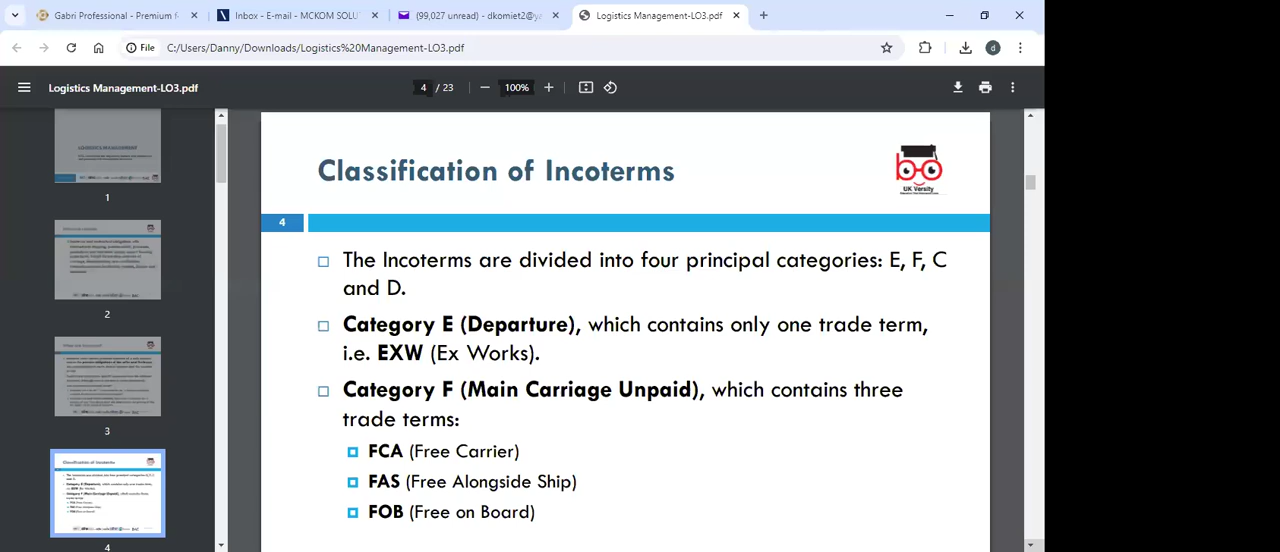 Gabri Professional - Premium f
Inbox - E-mail - MCKOM SOLU
(99,027 unread) - dkomet2@y
Logistics Management-LO3.pdf
File
C:/Users/Danny/Downloads/Logistics%20Management-LO3.pdf
d
Logistics Management-LO3.pdf
4 / 23
100%
1
2
3
Classification of Incoterms
4
Classification of Incoterms
UK Versity
4
The Incoerms are divided into four principal categories: E, F, C
and D.
Category E (Departure), which contains only one trade term,
i.e. EXW (Ex Works).
Category F (Main Carriage Unpaid), which contains three
trade terms:
FCA (Free Carrier)
FAS (Free Alongside Ship)
FOB (Free on Board)